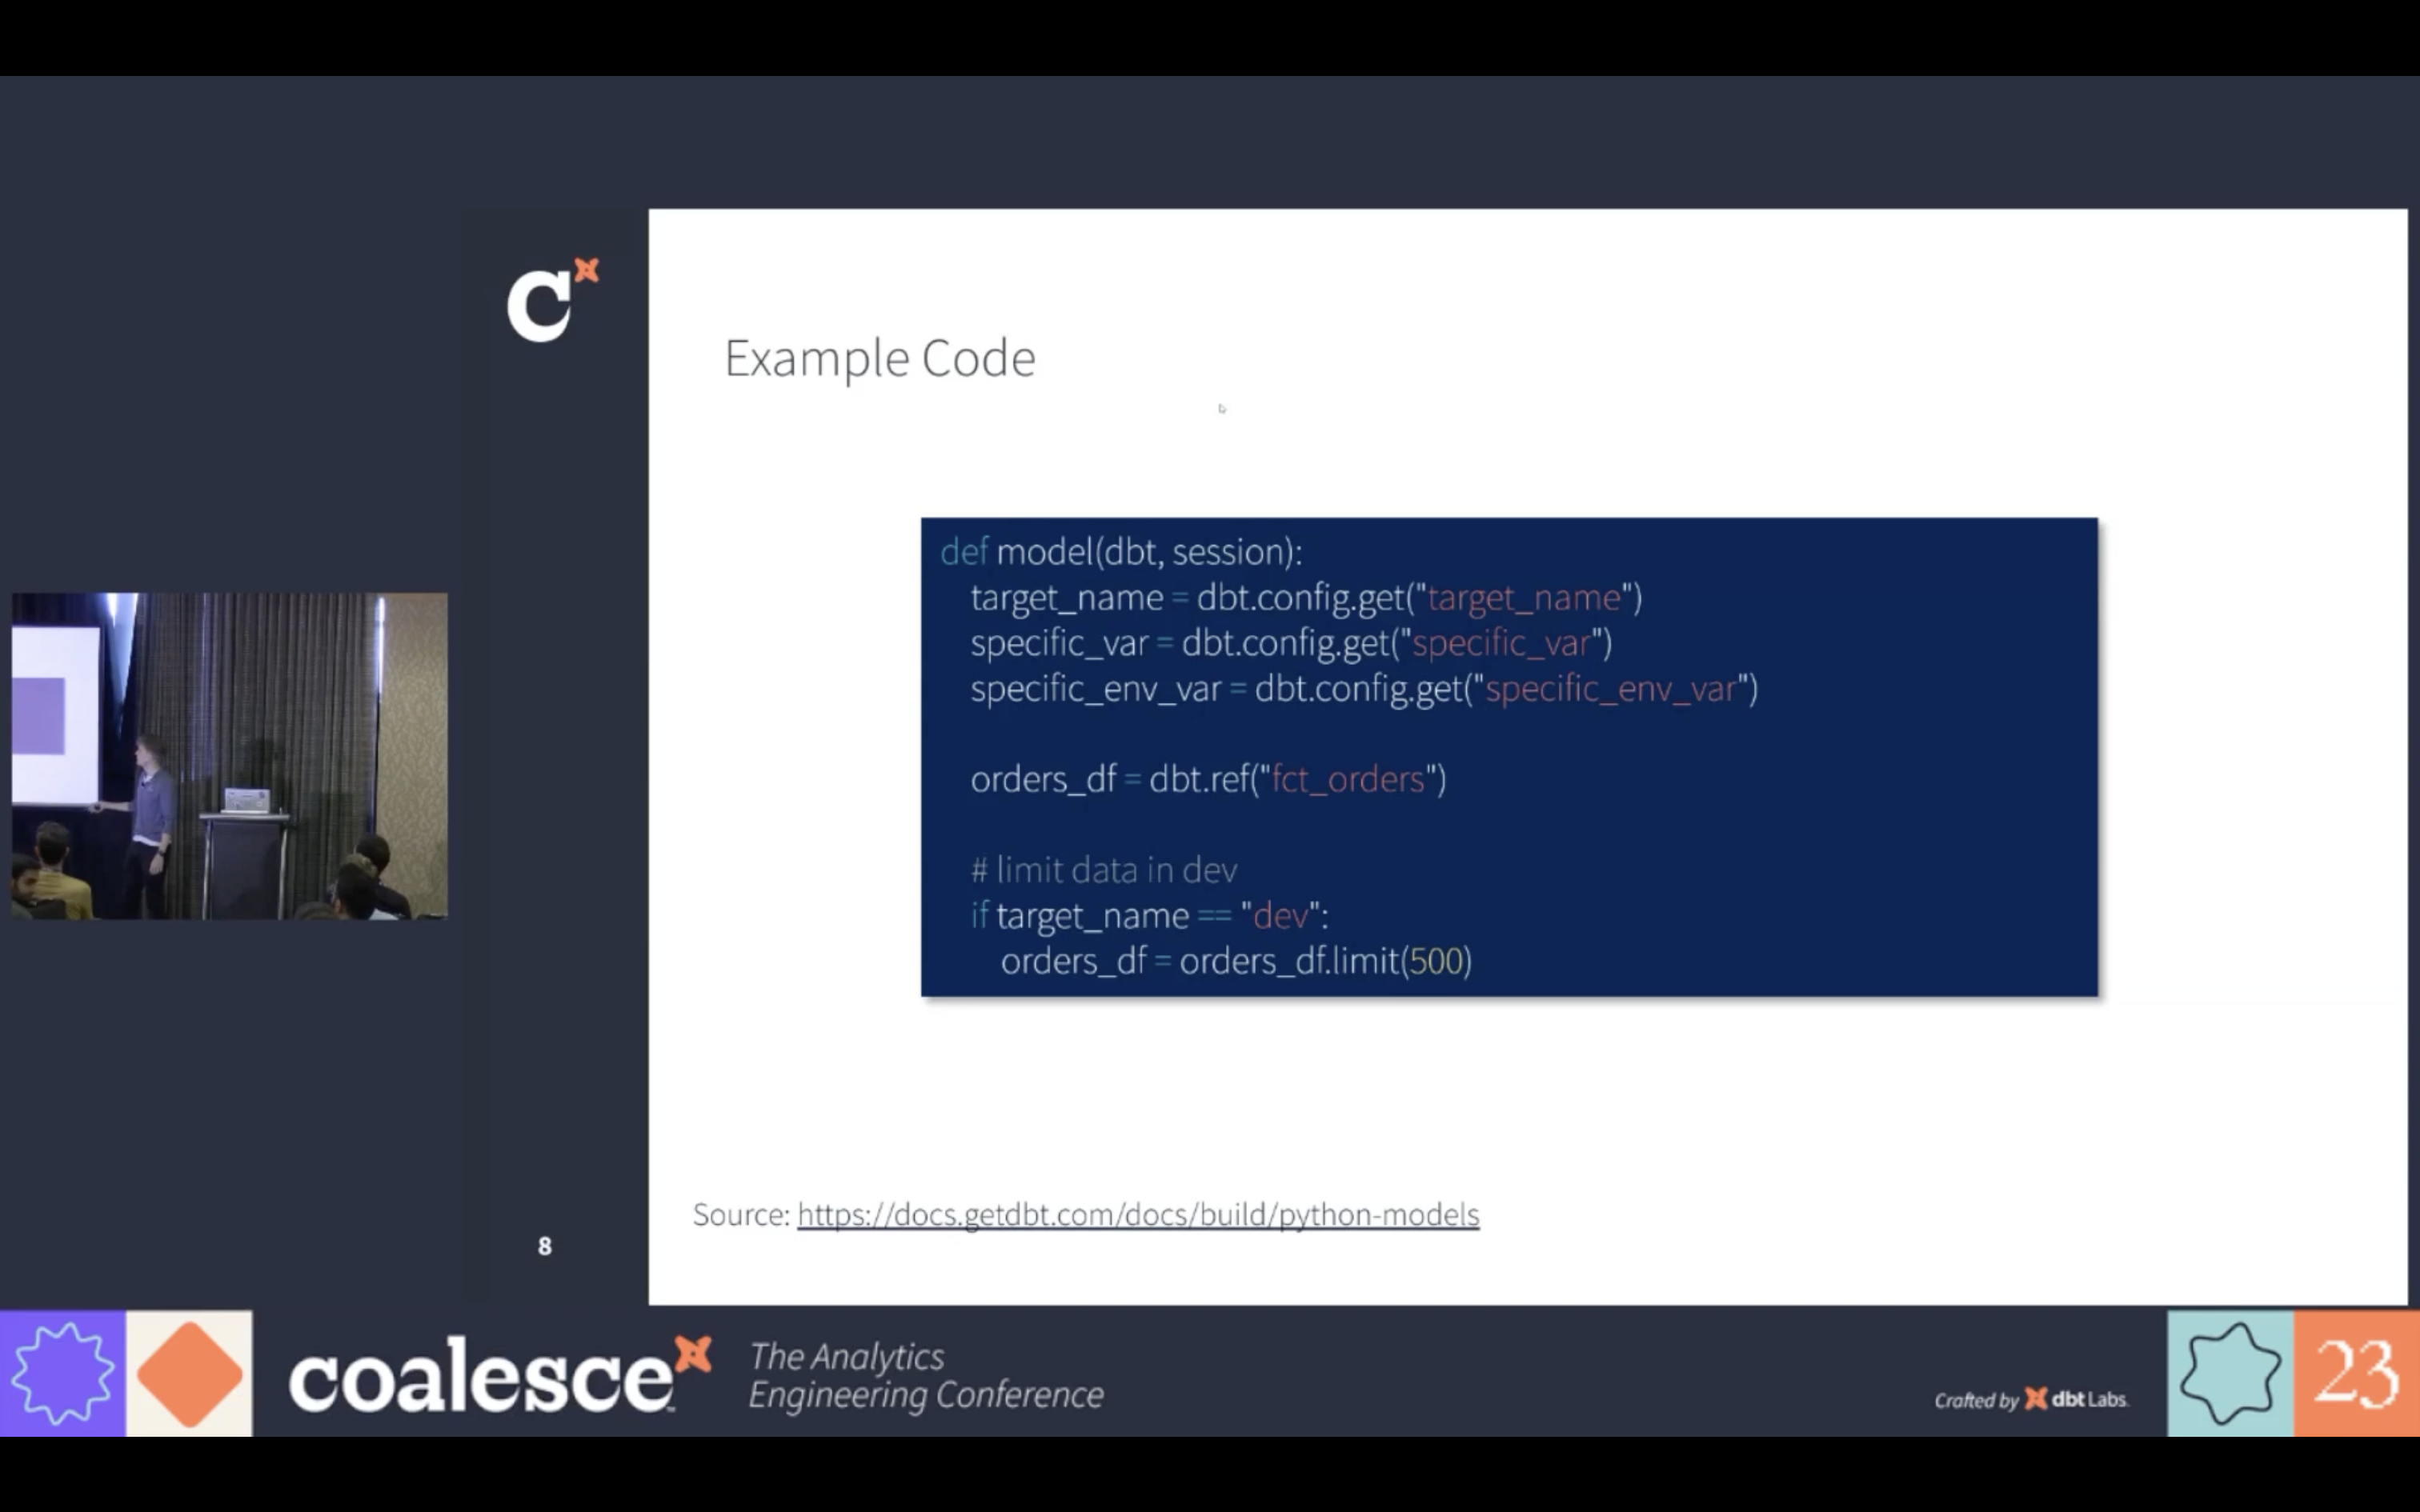 C
Example Code
def model(dbt, session):
    target_name = dbt.config.get("target_name")
    specific_var = dbt.config.get("specific_var")
    specific_env_var = dbt.config.get("specific_env_var")
    orders_df = dbt.ref("fct_orders")
    # limit data in dev
    if target_name == "dev":
        orders_df = orders_df.limit(500)
Source: https://docs.getdbt.com/docs/build/python-models
8
coalesce
The Analytics
Engineering Conference
Crafted by dbt Labs
23